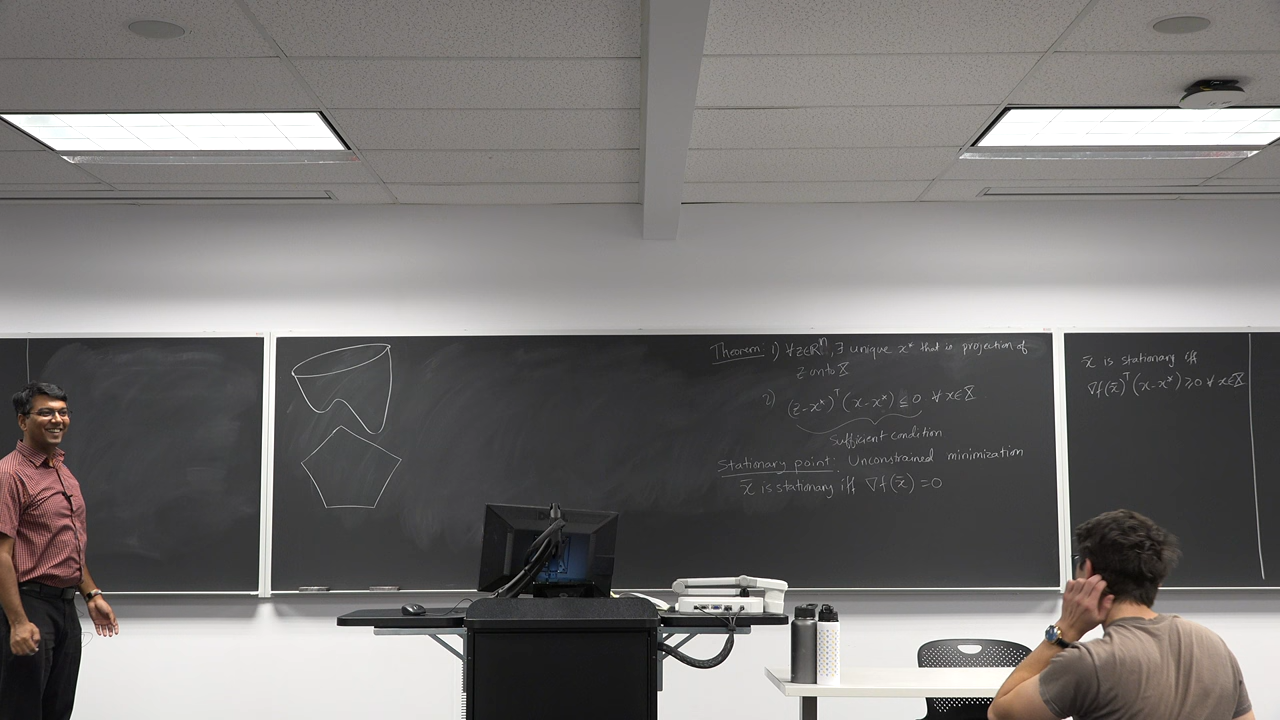 Theorem: 1) ∀z∈ℝⁿ, ∃ unique x* that is projection of
z onto X
2) (z-x*)ᵀ(x-x*) ≤ 0 ∀ x∈X
Sufficient condition
Stationary point: Unconstrained minimization
x̄ is stationary iff ∇f(x̄) = 0
x̄ is stationary iff
∇f(x̄)ᵀ(x-x*) ≥ 0 ∀ x∈X